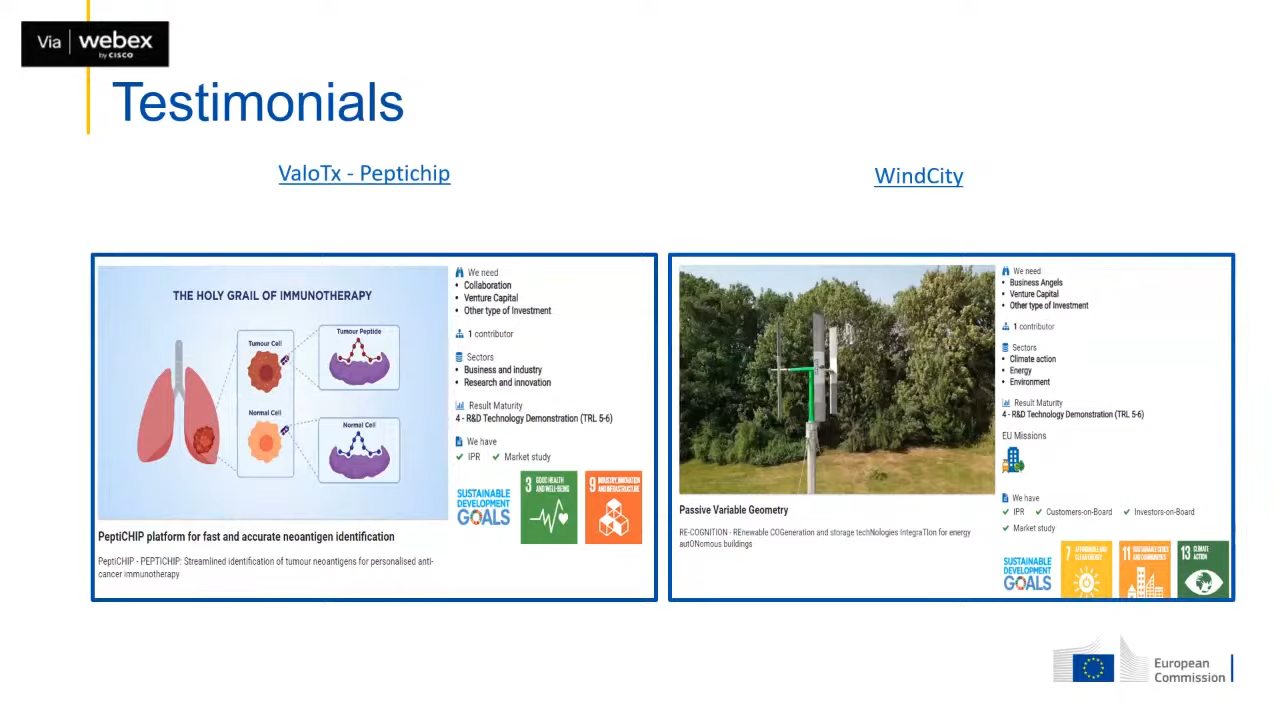 Via | webex
by CISCO
Testimonials
ValoTx - Peptichip
WindCity
THE HOLY GRAIL OF IMMUNOTHERAPY
Tumour Cell
Tumour Peptide
Normal Cell
Normal Cell
PeptiCHIP platform for fast and accurate neoantigen identification
PeptiCHIP - PEPTICHIP: Streamlined identification of tumour neoantigens for personalised anti-
cancer immunotherapy
We need
• Collaboration
• Venture Capital
• Other type of Investment
1 contributor
Sectors
• Business and industry
• Research and innovation
Result Maturity
4 - R&D Technology Demonstration (TRL 5-6)
We have
✓ IPR ✓ Market study
SUSTAINABLE
DEVELOPMENT
GOALS
3 GOOD HEALTH
AND WELL-BEING
9 INDUSTRY, INNOVATION
AND INFRASTRUCTURE
Passive Variable Geometry
RE-COGNITION - REnewable COGeneration and storage techNologies IntegraTIon for energy
autONomous buildings
We need
• Business Angels
• Venture Capital
• Other type of Investment
1 contributor
Sectors
• Climate action
• Energy
• Environment
Result Maturity
4 - R&D Technology Demonstration (TRL 5-6)
EU Missions
We have
✓ IPR ✓ Customers-on-Board ✓ Investors-on-Board
✓ Market study
SUSTAINABLE
DEVELOPMENT
GOALS
7 AFFORDABLE AND
CLEAN ENERGY
11 SUSTAINABLE CITIES
AND COMMUNITIES
13 CLIMATE
ACTION
European
Commission